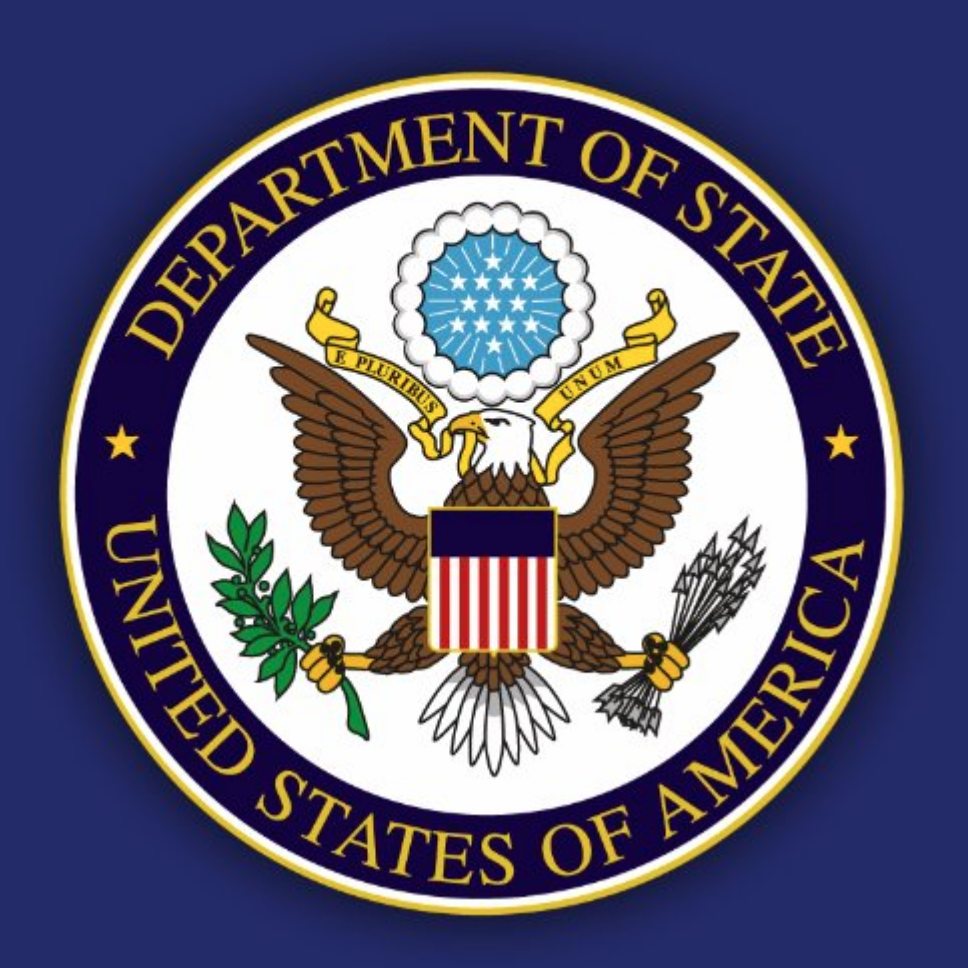 DEPARTMENT OF STATE
E PLURIBUS UNUM
UNITED STATES OF AMERICA